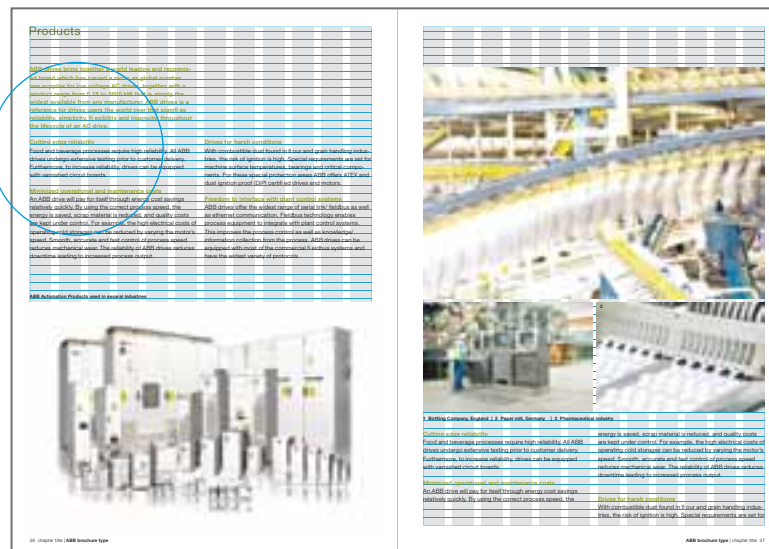 Products
ABB drives bring together a world leading and recogniz-
ed brand which has carved a niche as global number
one supplier for low voltage AC drives, together with a
product range from 0.18 to 5600 kW that is simply the
widest available from any manufacturer. ABB drives is a
reference for drives users the world over that signifi es
reliability, simplicity, fl exibility and ingenuity throughout
the lifecycle of an AC drive.
Cutting edge reliability
Food and beverage processes require high reliability. All ABB
drives undergo extensive testing prior to customer delivery.
Furthermore, to increase reliability, drives can be equipped
with varnished circuit boards.
Minimized operational and maintenance costs
An ABB drive will pay for itself through energy cost savings
relatively quickly. By using the correct process speed, the
energy is saved, scrap material is reduced, and quality costs
are kept under control. For example, the high electrical costs of
operating cold storages can be reduced by varying the motor's
speed. Smooth, accurate and fast control of process speed
reduces mechanical wear. The reliability of ABB drives reduces
downtime leading to increased process output.
Drives for harsh conditions
With combustible dust found in fl our and grain handling indus-
tries, the risk of ignition is high. Special requirements are set for
machine surface temperatures, bearings and critical compo-
nents. For these special protection areas ABB offers ATEX and
dust ignition proof (DIP) certifi ed drives and motors.
Freedom to interface with plant control systems
ABB drives offer the widest range of serial link/ fieldbus as well
as ethernet communication. Fieldbus technology enables
process equipment to integrate with plant control systems.
This improves the process control as well as knowledge/
information collection from the process. ABB drives can be
equipped with most of the commercial fi eldbus systems and
have the widest variety of protocols.
ABB Automation Products used in several industries
36 chapter title | ABB brochure type
3
1 Bottling Company, England | 2 Paper mill, Germany | 3 Pharmaceutical industry
Cutting edge reliability
Food and beverage processes require high reliability. All ABB
drives undergo extensive testing prior to customer delivery.
Furthermore, to increase reliability, drives can be equipped
with varnished circuit boards.
Minimized operational and maintenance costs
An ABB drive will pay for itself through energy cost savings
relatively quickly. By using the correct process speed, the
energy is saved, scrap material is reduced, and quality costs
are kept under control. For example, the high electrical costs of
operating cold storages can be reduced by varying the motor's
speed. Smooth, accurate and fast control of process speed
reduces mechanical wear. The reliability of ABB drives reduces
downtime leading to increased process output.
Drives for harsh conditions
With combustible dust found in fl our and grain handling indus-
tries, the risk of ignition is high. Special requirements are set for
ABB brochure type | chapter title 37